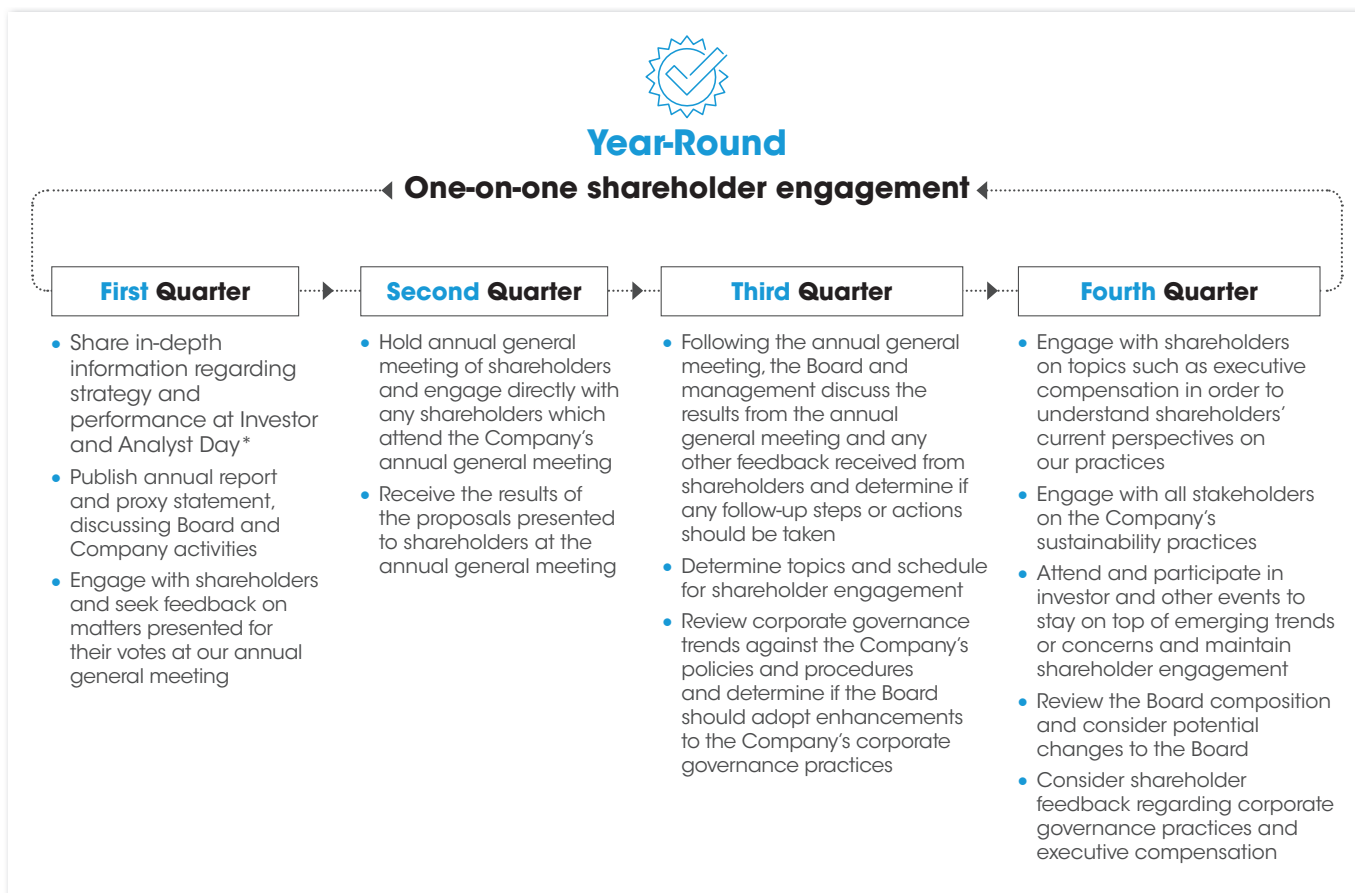 Year-Round
One-on-one shareholder engagement
First Quarter
• Share in-depth
information regarding
strategy and
performance at Investor
and Analyst Day*
• Publish annual report
and proxy statement,
discussing Board and
Company activities
• Engage with shareholders
and seek feedback on
matters presented for
their votes at our annual
general meeting
Second Quarter
• Hold annual general
meeting of shareholders
and engage directly with
any shareholders which
attend the Company’s
annual general meeting
• Receive the results of
the proposals presented
to shareholders at the
annual general meeting
Third Quarter
• Following the annual general
meeting, the Board and
management discuss the
results from the annual
general meeting and any
other feedback received from
shareholders and determine if
any follow-up steps or actions
should be taken
• Determine topics and schedule
for shareholder engagement
• Review corporate governance
trends against the Company’s
policies and procedures
and determine if the Board
should adopt enhancements
to the Company’s corporate
governance practices
Fourth Quarter
• Engage with shareholders
on topics such as executive
compensation in order to
understand shareholders’
current perspectives on
our practices
• Engage with all stakeholders
on the Company’s
sustainability practices
• Attend and participate in
investor and other events to
stay on top of emerging trends
or concerns and maintain
shareholder engagement
• Review the Board composition
and consider potential
changes to the Board
• Consider shareholder
feedback regarding corporate
governance practices and
executive compensation